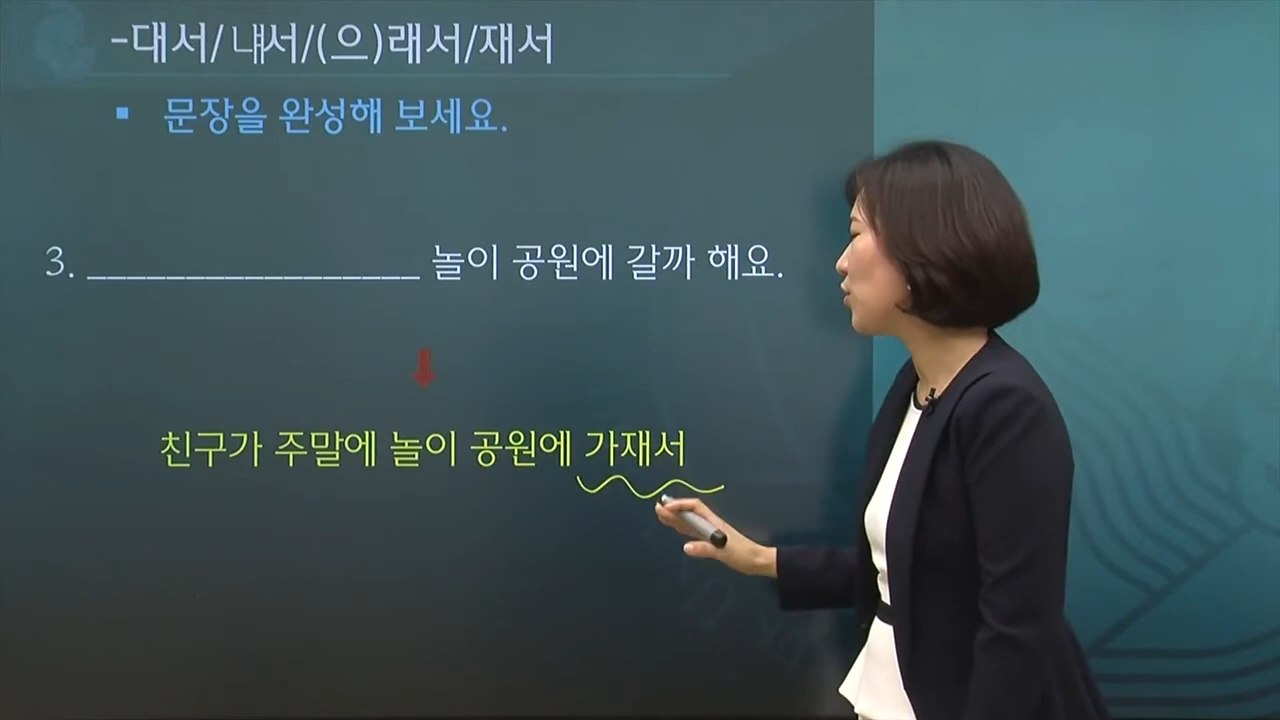 -대서/냬서/(으)래서/재서
▪ 문장을 완성해 보세요.
3. _________________ 놀이 공원에 갈까 해요.
친구가 주말에 놀이 공원에 가재서